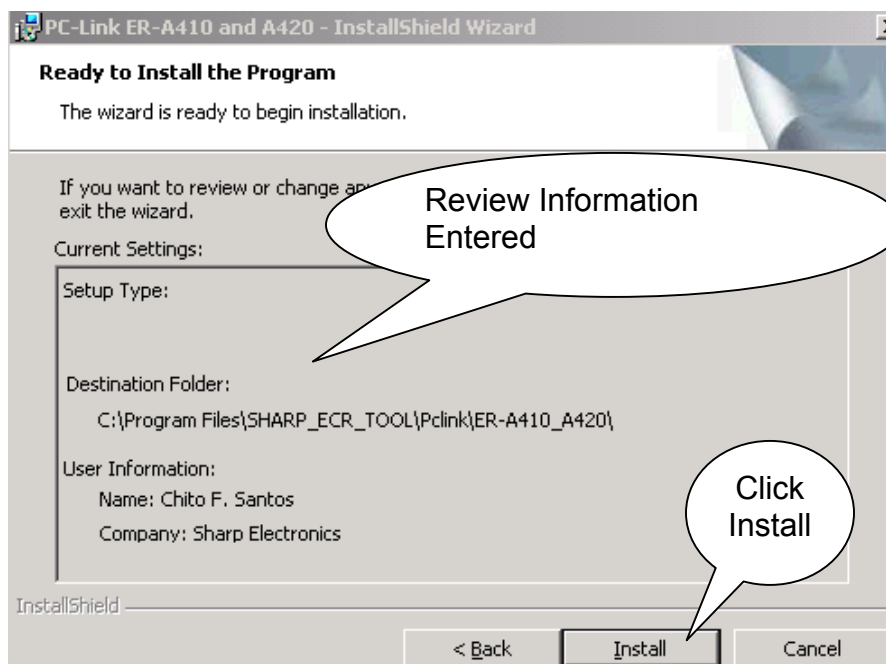 PC-Link ER-A410 and A420 - InstallShield Wizard
Ready to Install the Program
The wizard is ready to begin installation.
If you want to review or change any
exit the wizard.
Review Information
Entered
Current Settings:
Setup Type:
Destination Folder:
C:\Program Files\SHARP_ECR_TOOL\Pclink\ER-A410_A420\
User Information:
Name: Chito F. Santos
Company: Sharp Electronics
Click
Install
InstallShield
< Back
Install
Cancel